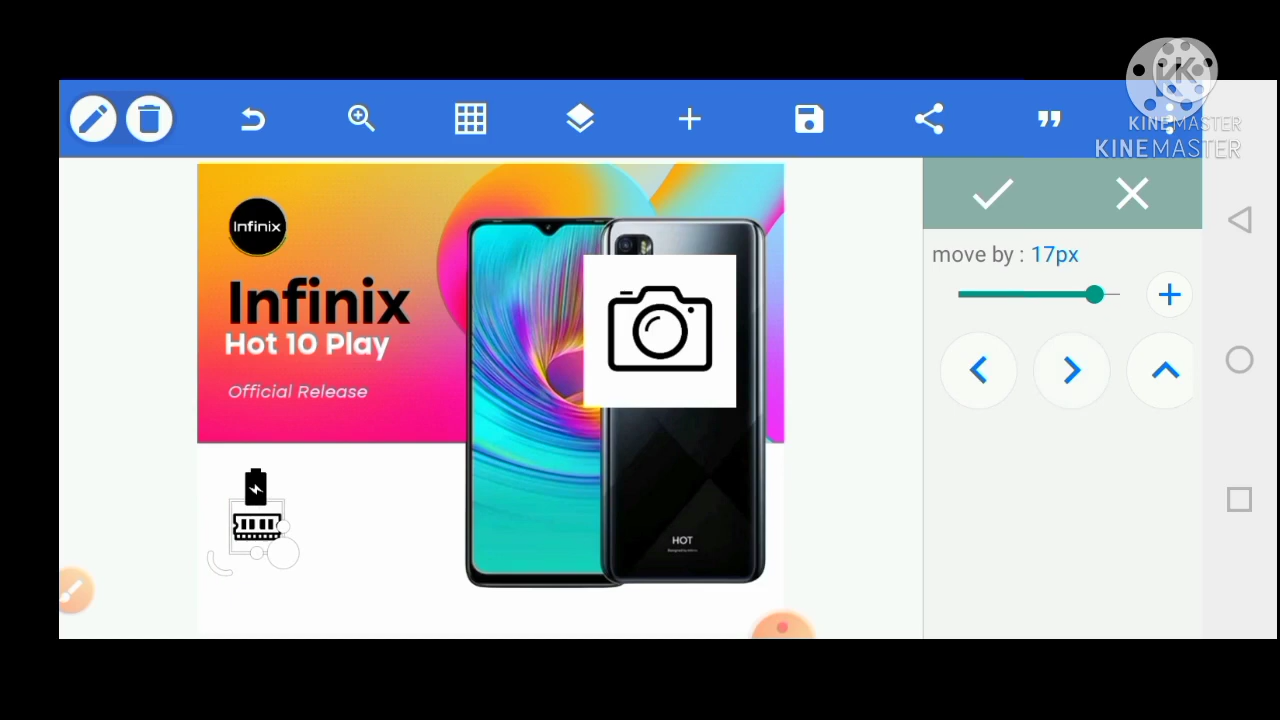 KINEMASTER
KINEMASTER
Infinix
Infinix
Hot 10 Play
Official Release
move by : 17px
HOT